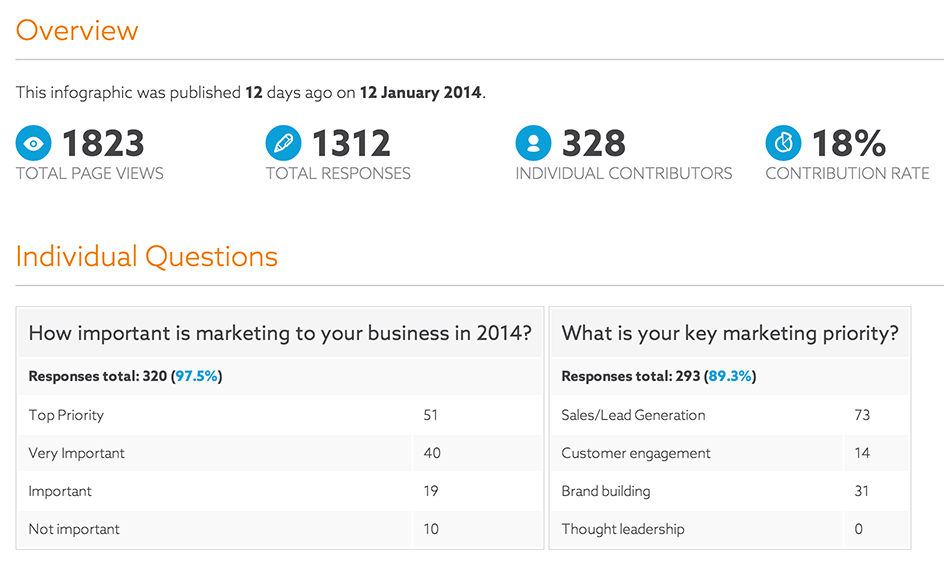 Overview
This infographic was published 12 days ago on 12 January 2014.
1823 1312 328 18%
TOTAL PAGE VIEWS TOTAL RESPONSES INDIVIDUAL CONTRIBUTORS CONTRIBUTION RATE
Individual Questions
How important is marketing to your business in 2014?
Responses total: 320 (97.5%)
Top Priority 51
Very Important 40
Important 19
Not important 10
What is your key marketing priority?
Responses total: 293 (89.3%)
Sales/Lead Generation 73
Customer engagement 14
Brand building 31
Thought leadership 0